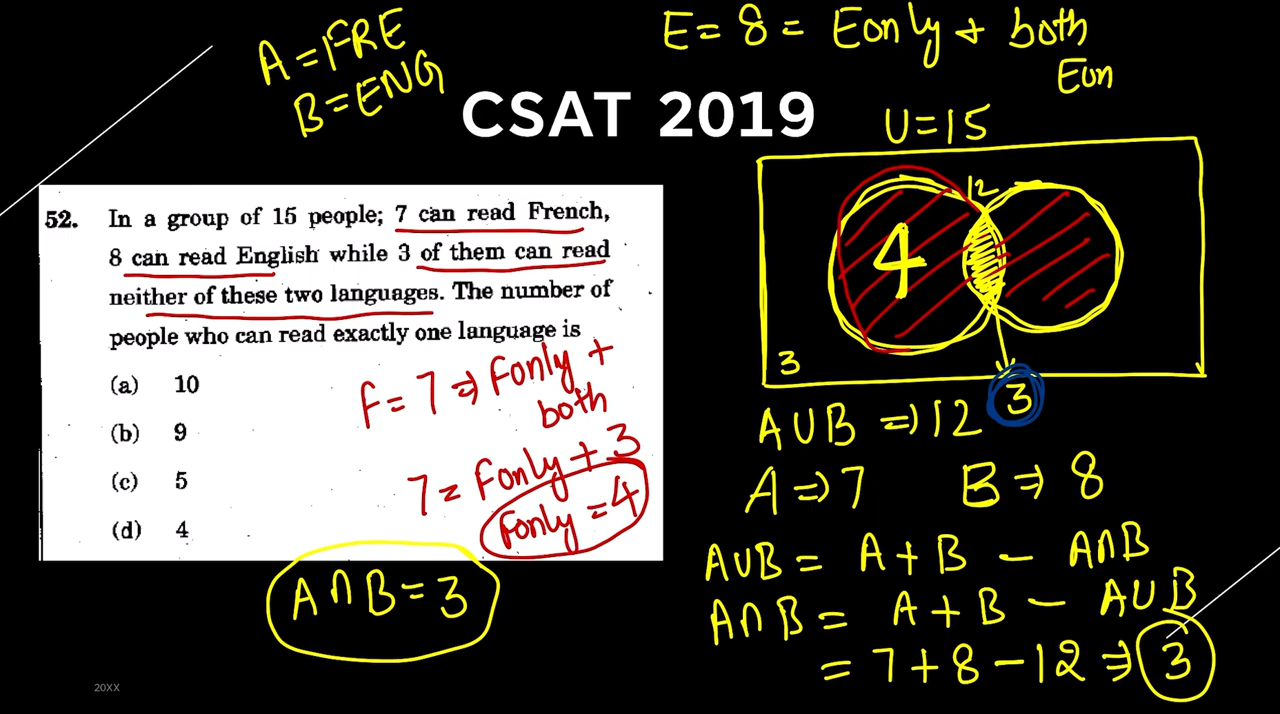 A = FRE
B = ENG
E = 8 = Eonly + both
Eon
CSAT 2019
U = 15
52. In a group of 15 people; 7 can read French,
8 can read English while 3 of them can read
neither of these two languages. The number of
people who can read exactly one language is
(a) 10
(b) 9
(c) 5
(d) 4
f = 7 ⇒ Fonly +
both
7 = Fonly + 3
Fonly = 4
A ∩ B = 3
12
4
3
3
A U B ⇒ 12
A ⇒ 7 B ⇒ 8
AUB = A + B - A∩B
A∩B = A + B - AUB
= 7 + 8 - 12 ⇒ 3
20XX